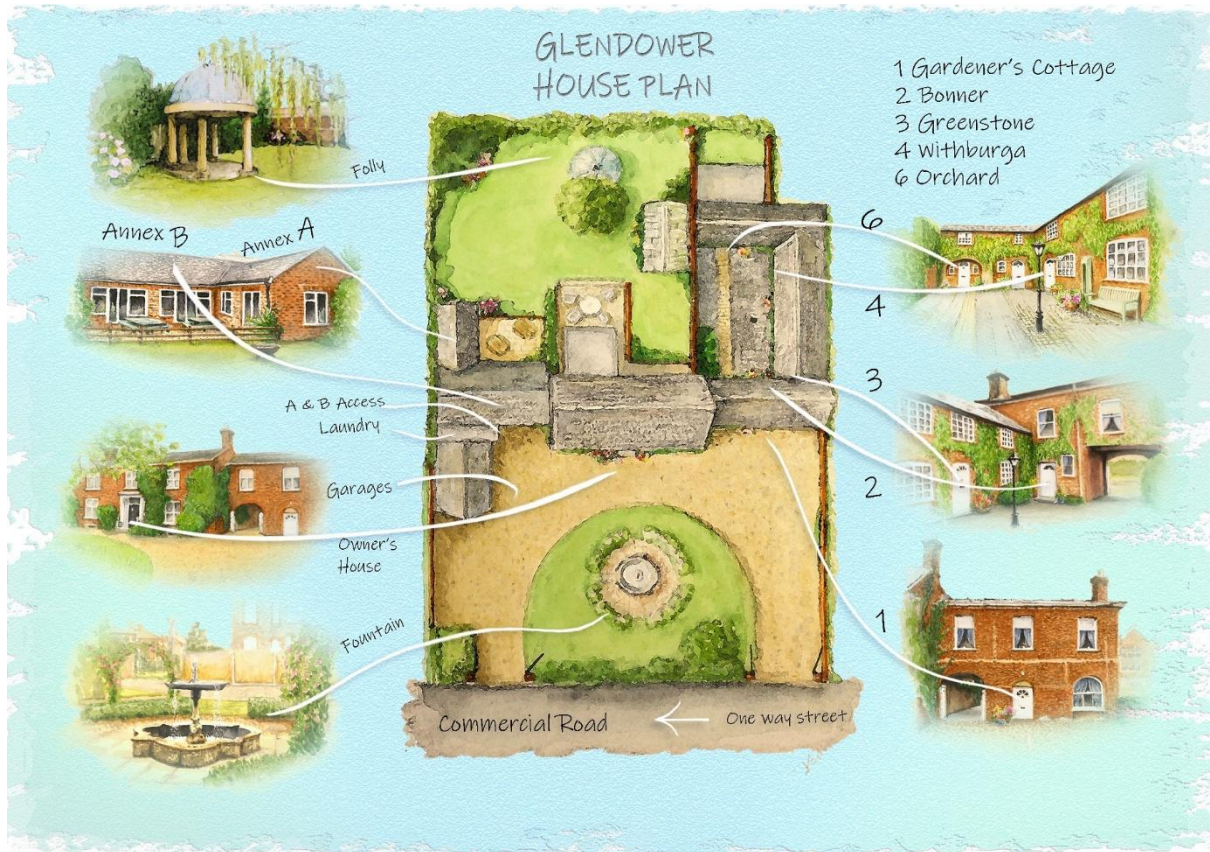 GLENDOWER
HOUSE PLAN
1 Gardener's Cottage
2 Bonner
3 Greenstone
4 Withburga
6 Orchard
Folly
Annex B
Annex A
A & B Access
Laundry
Garages
Owner's
House
Fountain
6
4
3
2
1
Commercial Road
One way street